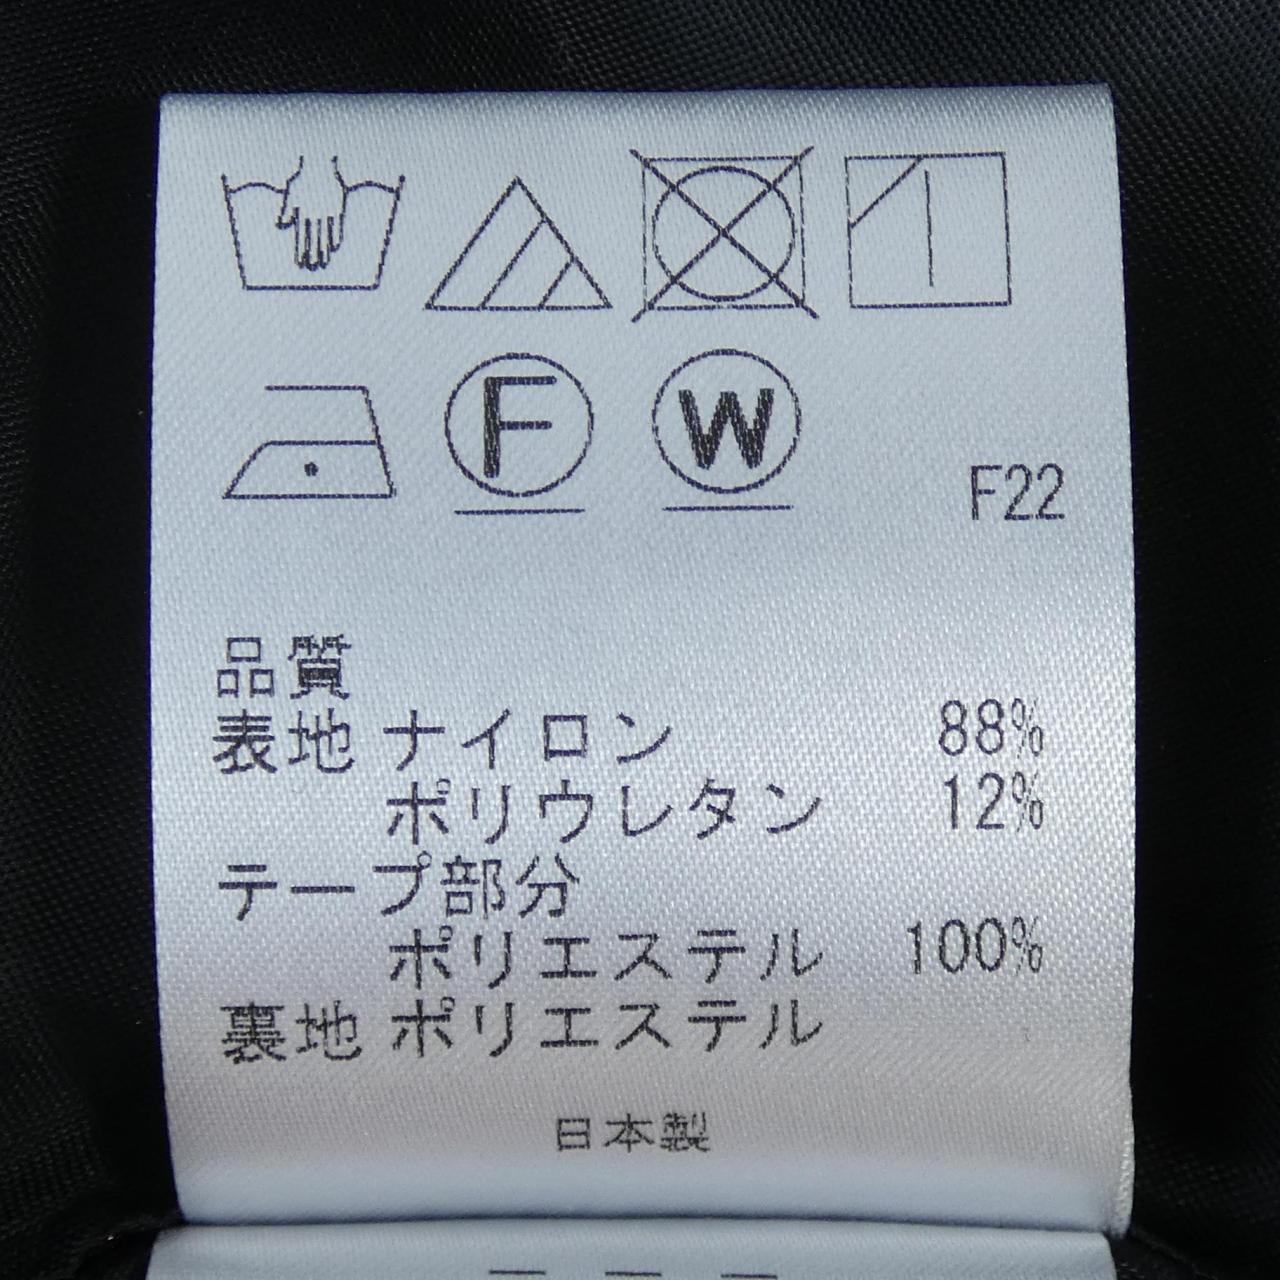 F W
F22
品質
表地 ナイロン 88%
ポリウレタン 12%
テープ部分
ポリエステル 100%
裏地 ポリエステル
日本製